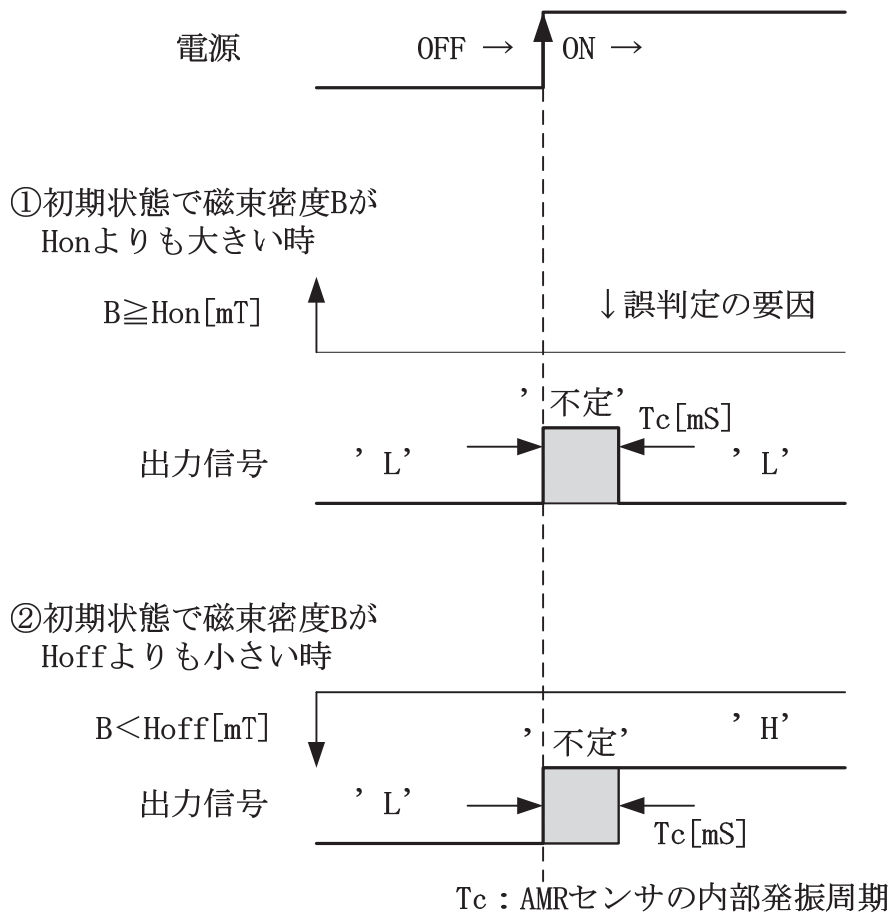 電源
OFF → ON →
①初期状態で磁束密度Bが
Honよりも大きい時
B≧Hon[mT]
↓誤判定の要因
’不定’
Tc[mS]
出力信号
’L’
’L’
②初期状態で磁束密度Bが
Hoffよりも小さい時
B<Hoff[mT]
’不定’
’H’
出力信号
’L’
Tc[mS]
Tc：AMRセンサの内部発振周期